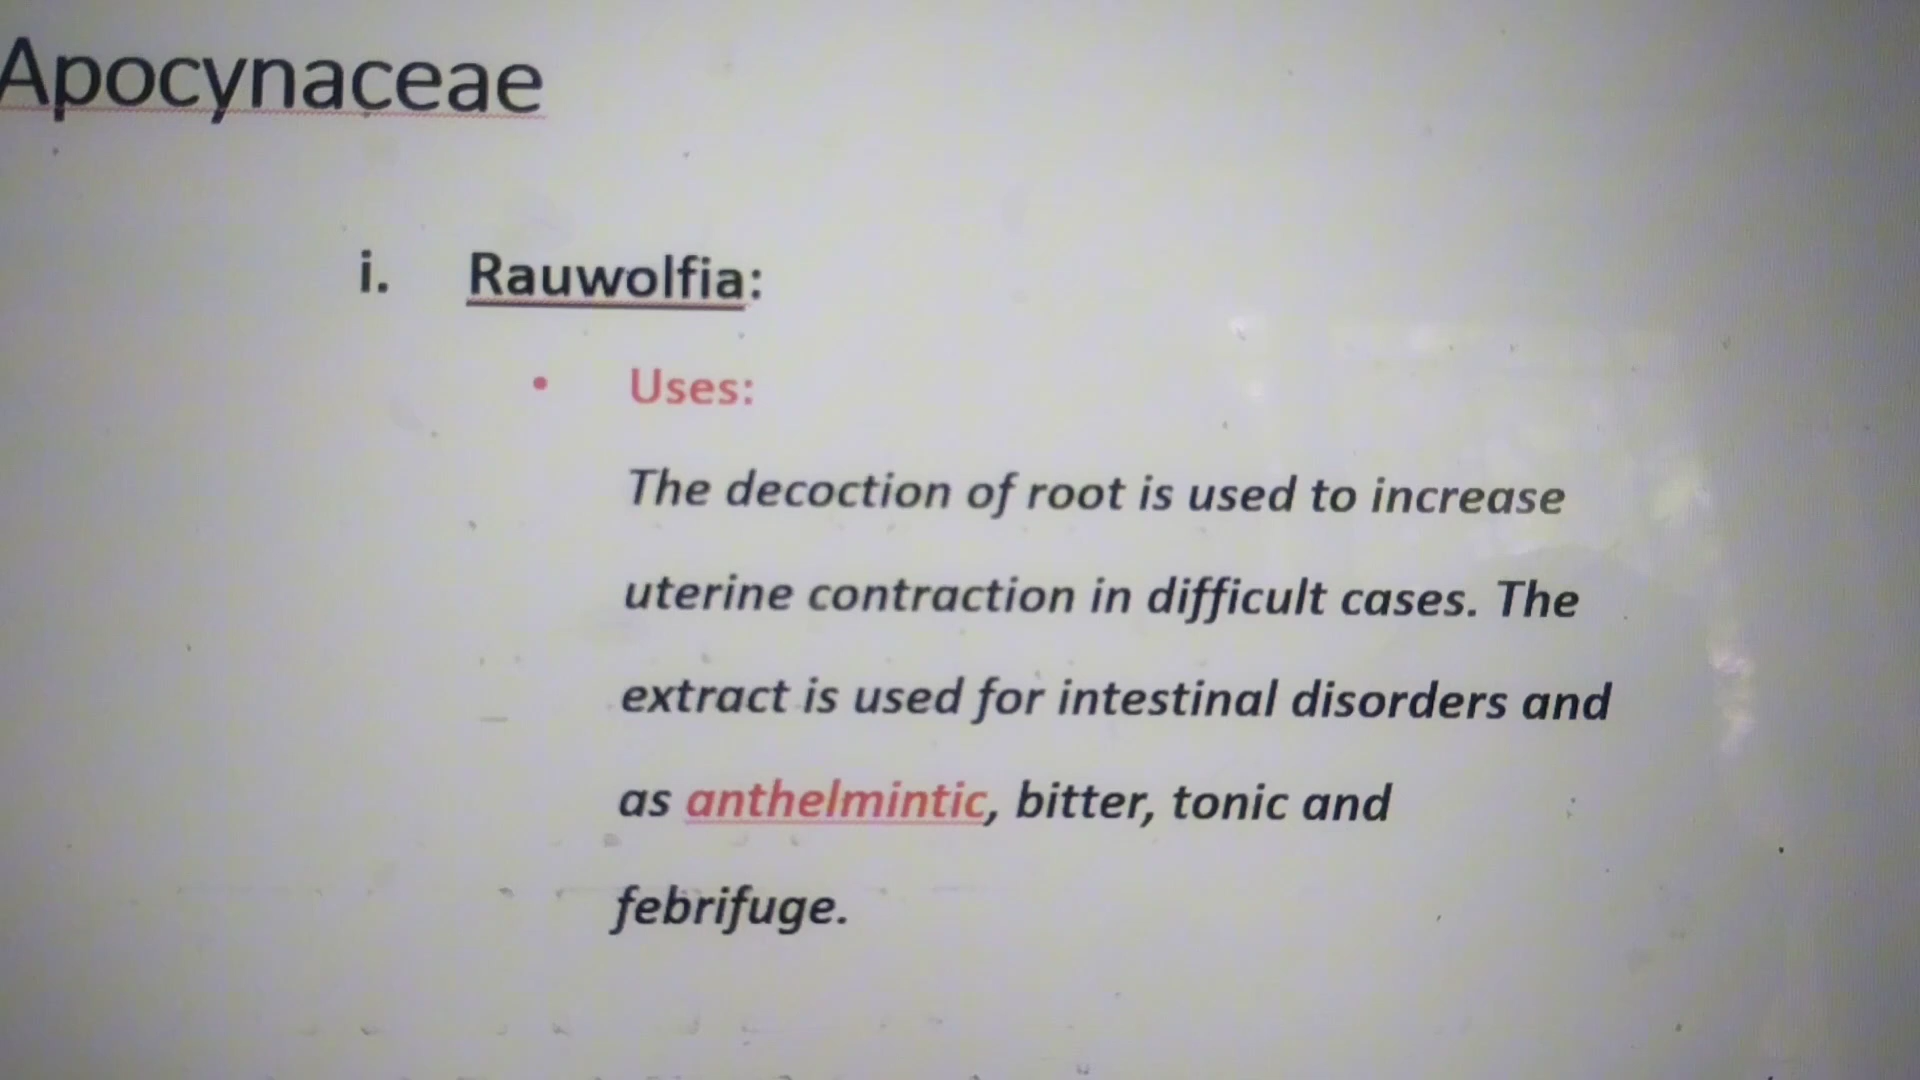 Apocynaceae
i. Rauwolfia:
• Uses:
The decoction of root is used to increase
uterine contraction in difficult cases. The
extract is used for intestinal disorders and
as anthelmintic, bitter, tonic and
febrifuge.